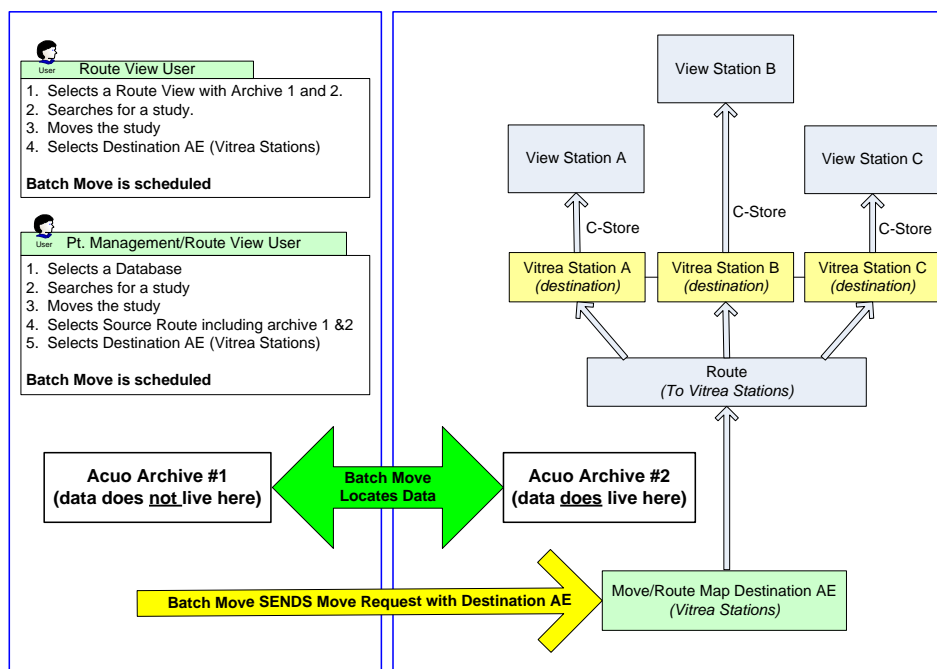 User
Route View User
1. Selects a Route View with Archive 1 and 2.
2. Searches for a study.
3. Moves the study
4. Selects Destination AE (Vitrea Stations)
Batch Move is scheduled
User
Pt. Management/Route View User
1. Selects a Database
2. Searches for a study
3. Moves the study
4. Selects Source Route including archive 1 &2
5. Selects Destination AE (Vitrea Stations)
Batch Move is scheduled
View Station B
View Station A
View Station C
C-Store
C-Store
C-Store
Vitrea Station A
(destination)
Vitrea Station B
(destination)
Vitrea Station C
(destination)
Route
(To Vitrea Stations)
Acuo Archive #1
(data does not live here)
Batch Move
Locates Data
Acuo Archive #2
(data does live here)
Batch Move SENDS Move Request with Destination AE
Move/Route Map Destination AE
(Vitrea Stations)